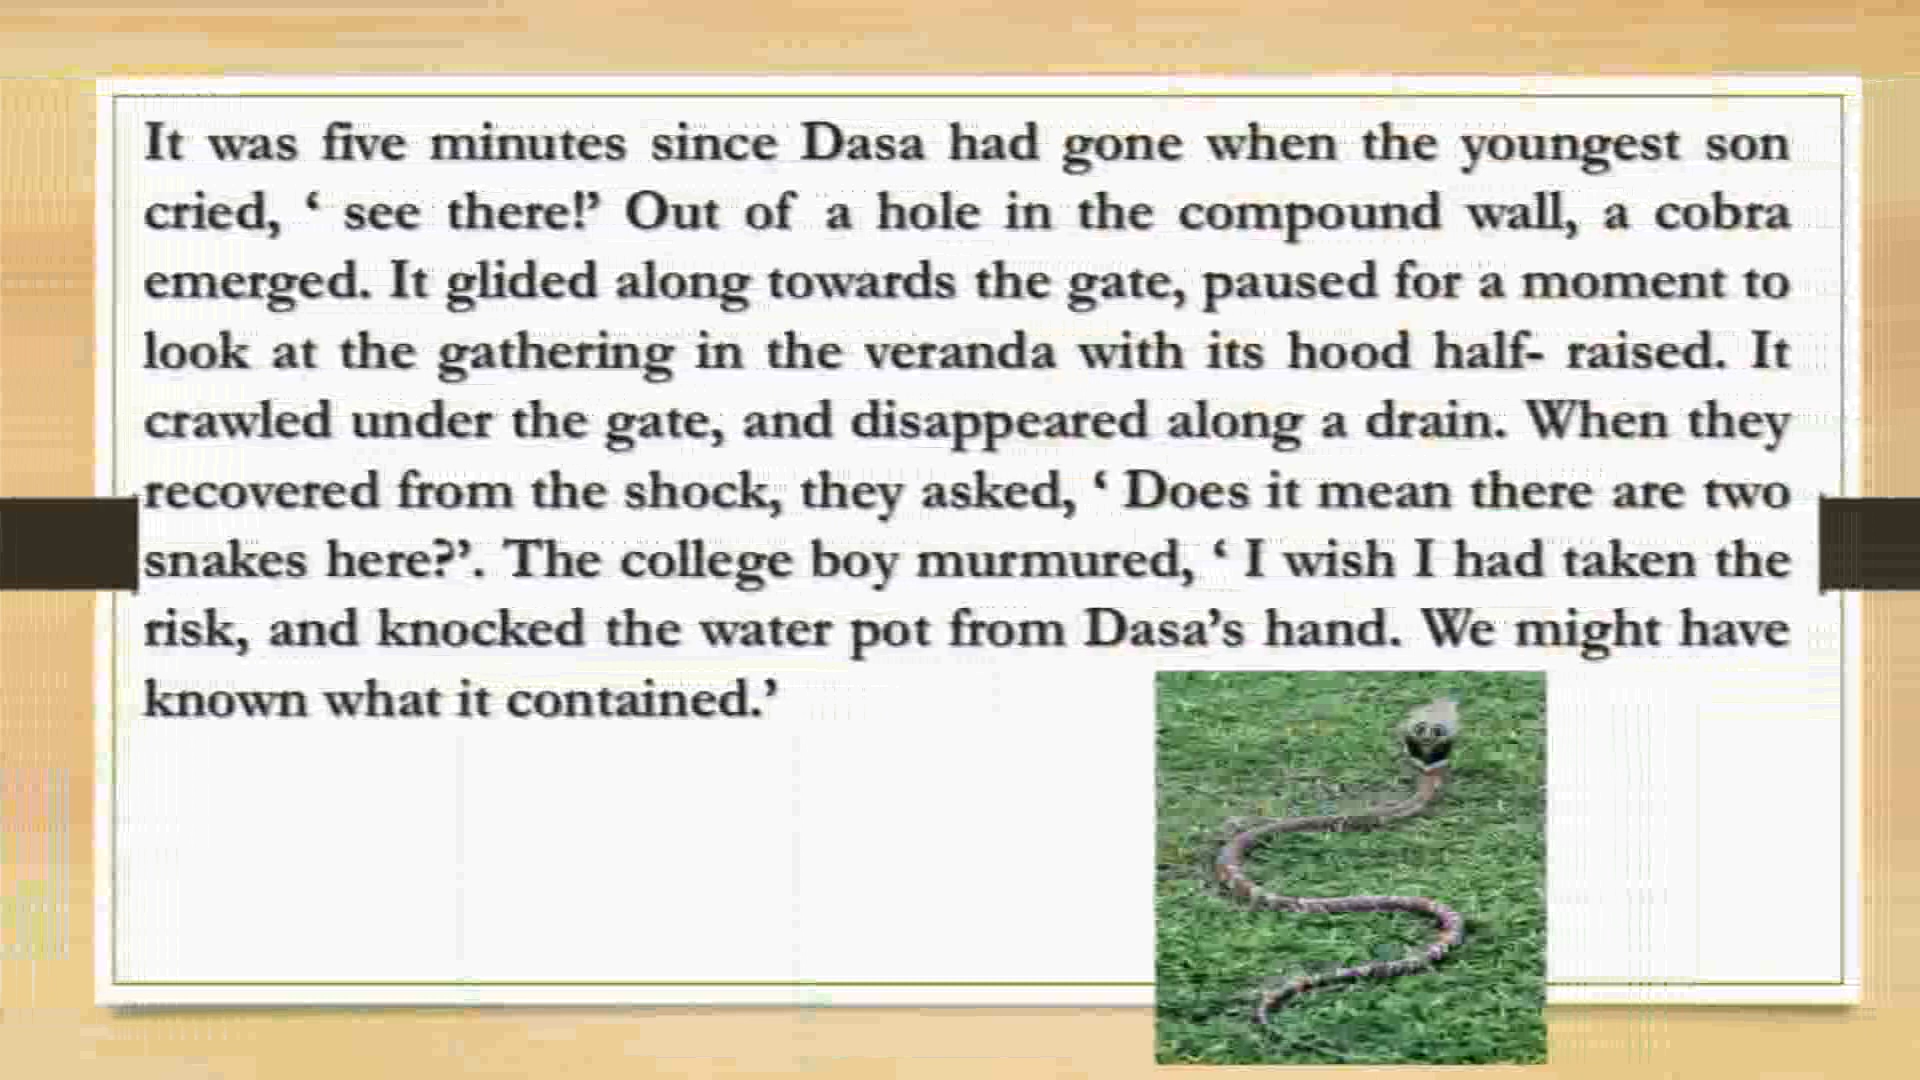 It was five minutes since Dasa had gone when the youngest son
cried, ‘ see there!’ Out of a hole in the compound wall, a cobra
emerged. It glided along towards the gate, paused for a moment to
look at the gathering in the veranda with its hood half- raised. It
crawled under the gate, and disappeared along a drain. When they
recovered from the shock, they asked, ‘ Does it mean there are two
snakes here?’. The college boy murmured, ‘ I wish I had taken the
risk, and knocked the water pot from Dasa’s hand. We might have
known what it contained.’